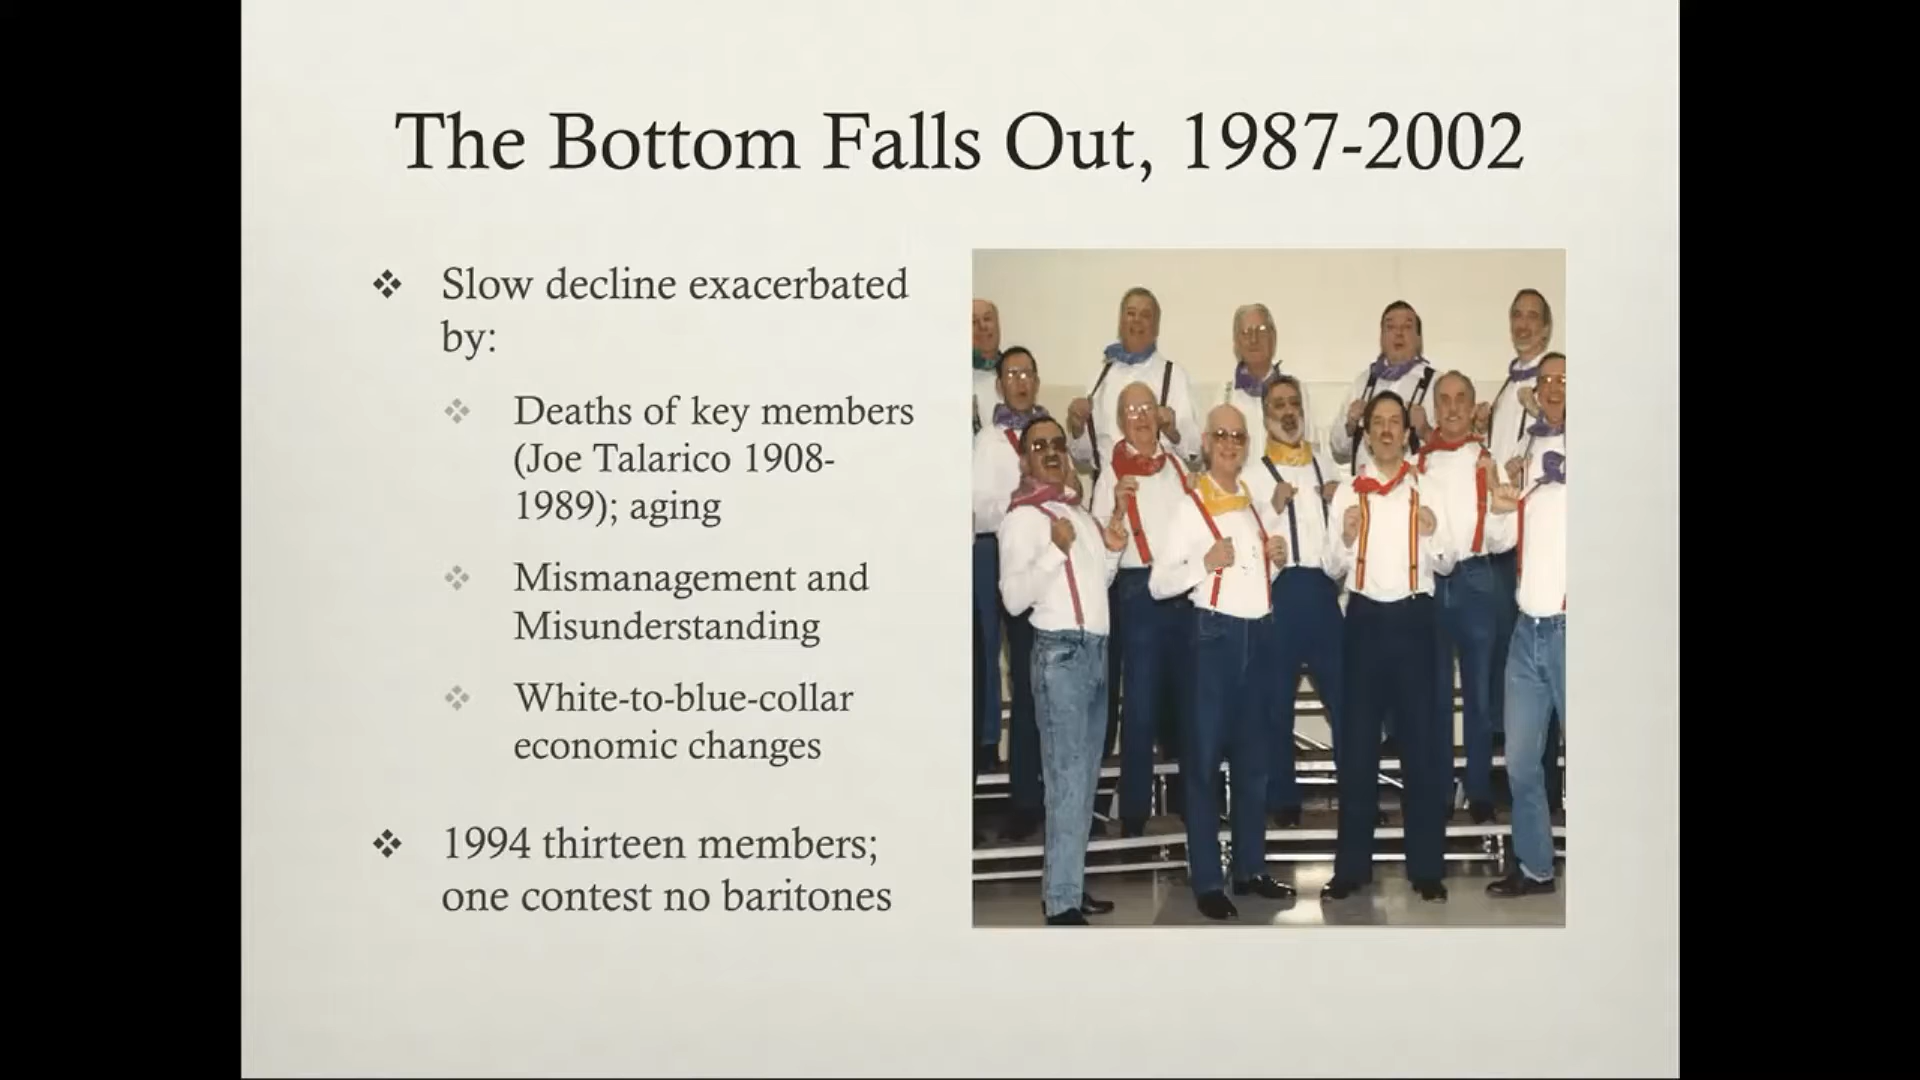 The Bottom Falls Out, 1987-2002
Slow decline exacerbated
by:
Deaths of key members
(Joe Talarico 1908-
1989); aging
Mismanagement and
Misunderstanding
White-to-blue-collar
economic changes
1994 thirteen members;
one contest no baritones